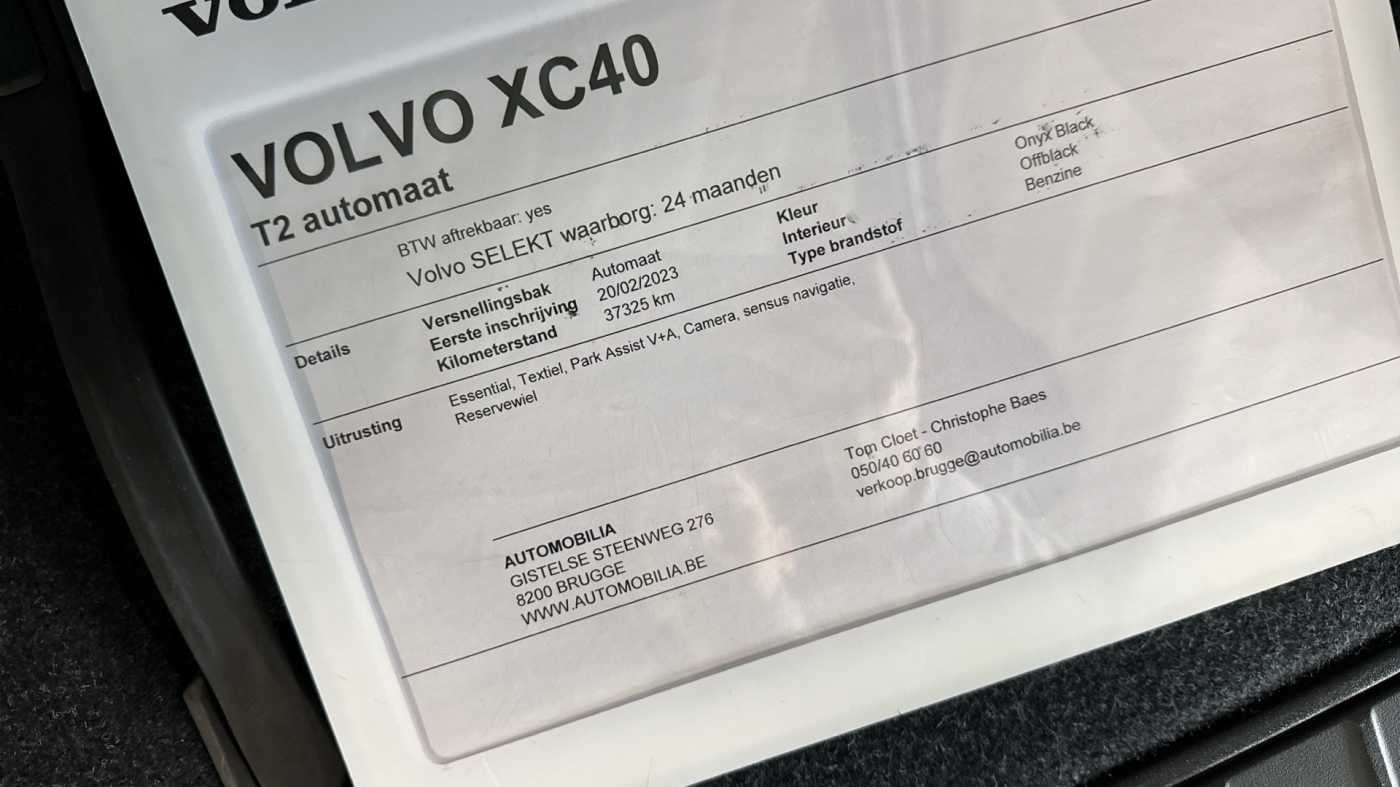 VOLVO XC40
T2 automaat
BTW aftrekbaar: yes
Volvo SELEKT waarborg: 24 maanden
Details
Versnellingsbak Automaat Kleur Onyx Black
Eerste inschrijving 20/02/2023 Interieur Offblack
Kilometerstand 37325 km Type brandstof Benzine
Uitrusting
Essential, Textiel, Park Assist V+A, Camera, sensus navigatie,
Reservewiel
AUTOMOBILIA
GISTELSE STEENWEG 276
8200 BRUGGE
WWW.AUTOMOBILIA.BE
Tom Cloet - Christophe Baes
050/40 60 60
verkoop.brugge@automobilia.be